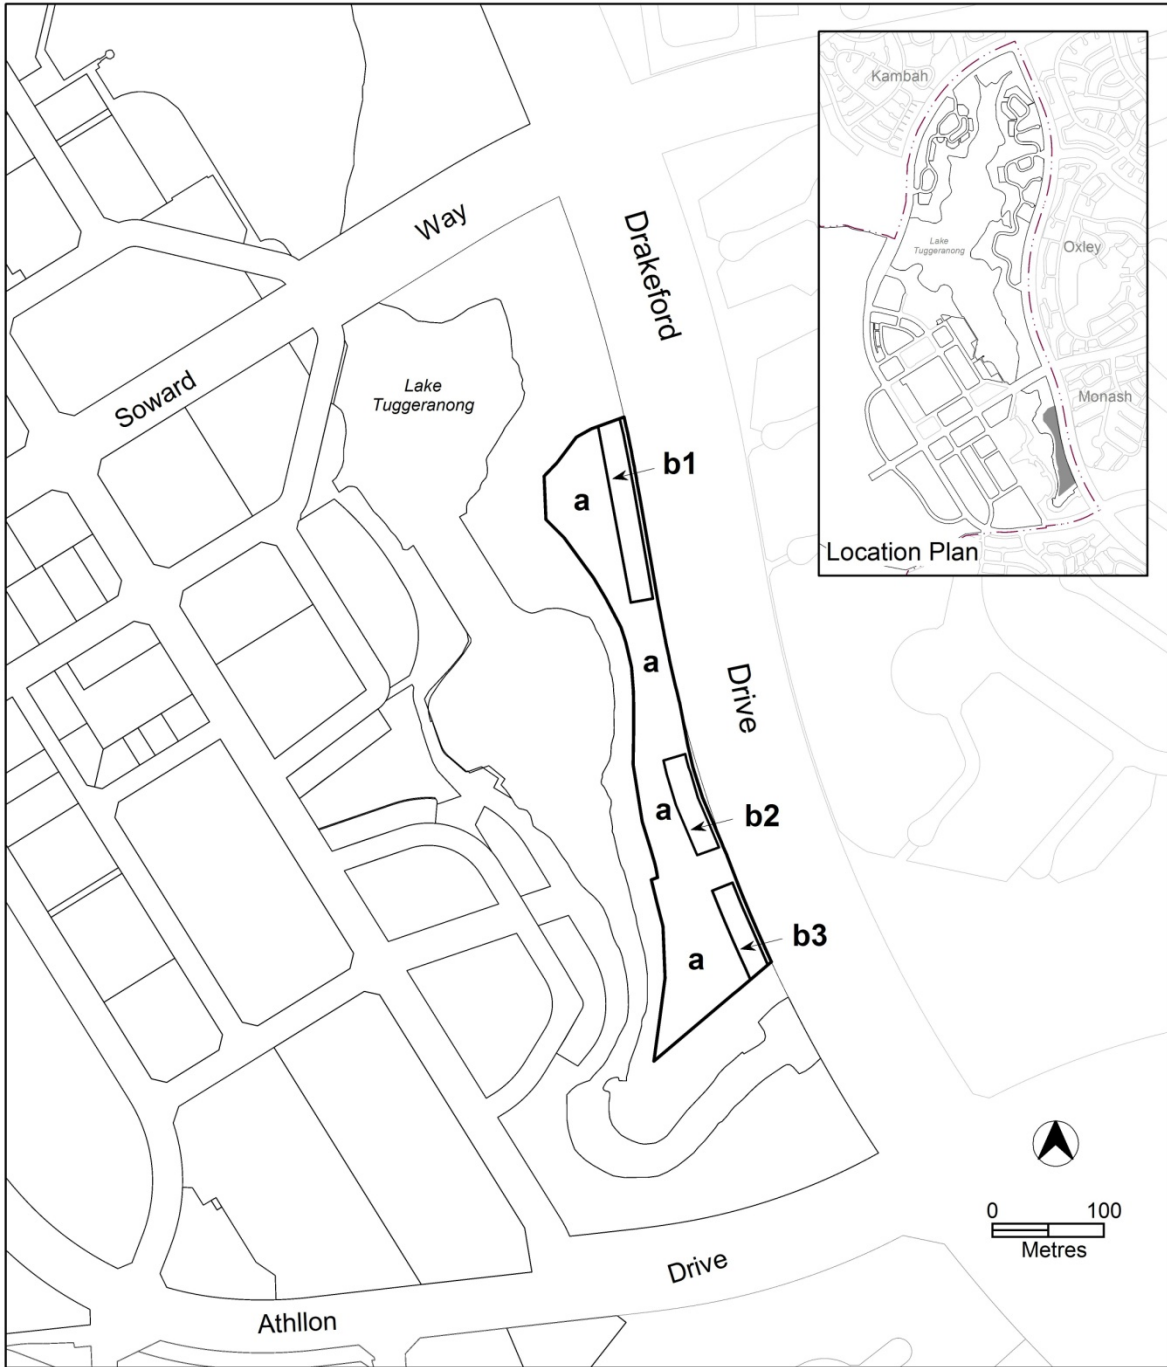 Kambah
Lake
Tuggeranong
Oxley
Monash
Location Plan
Way
Drakeford
Soward
Lake
Tuggeranong
b1
a
a
Drive
a
b2
b3
a
0 100
Metres
Drive
Athllon